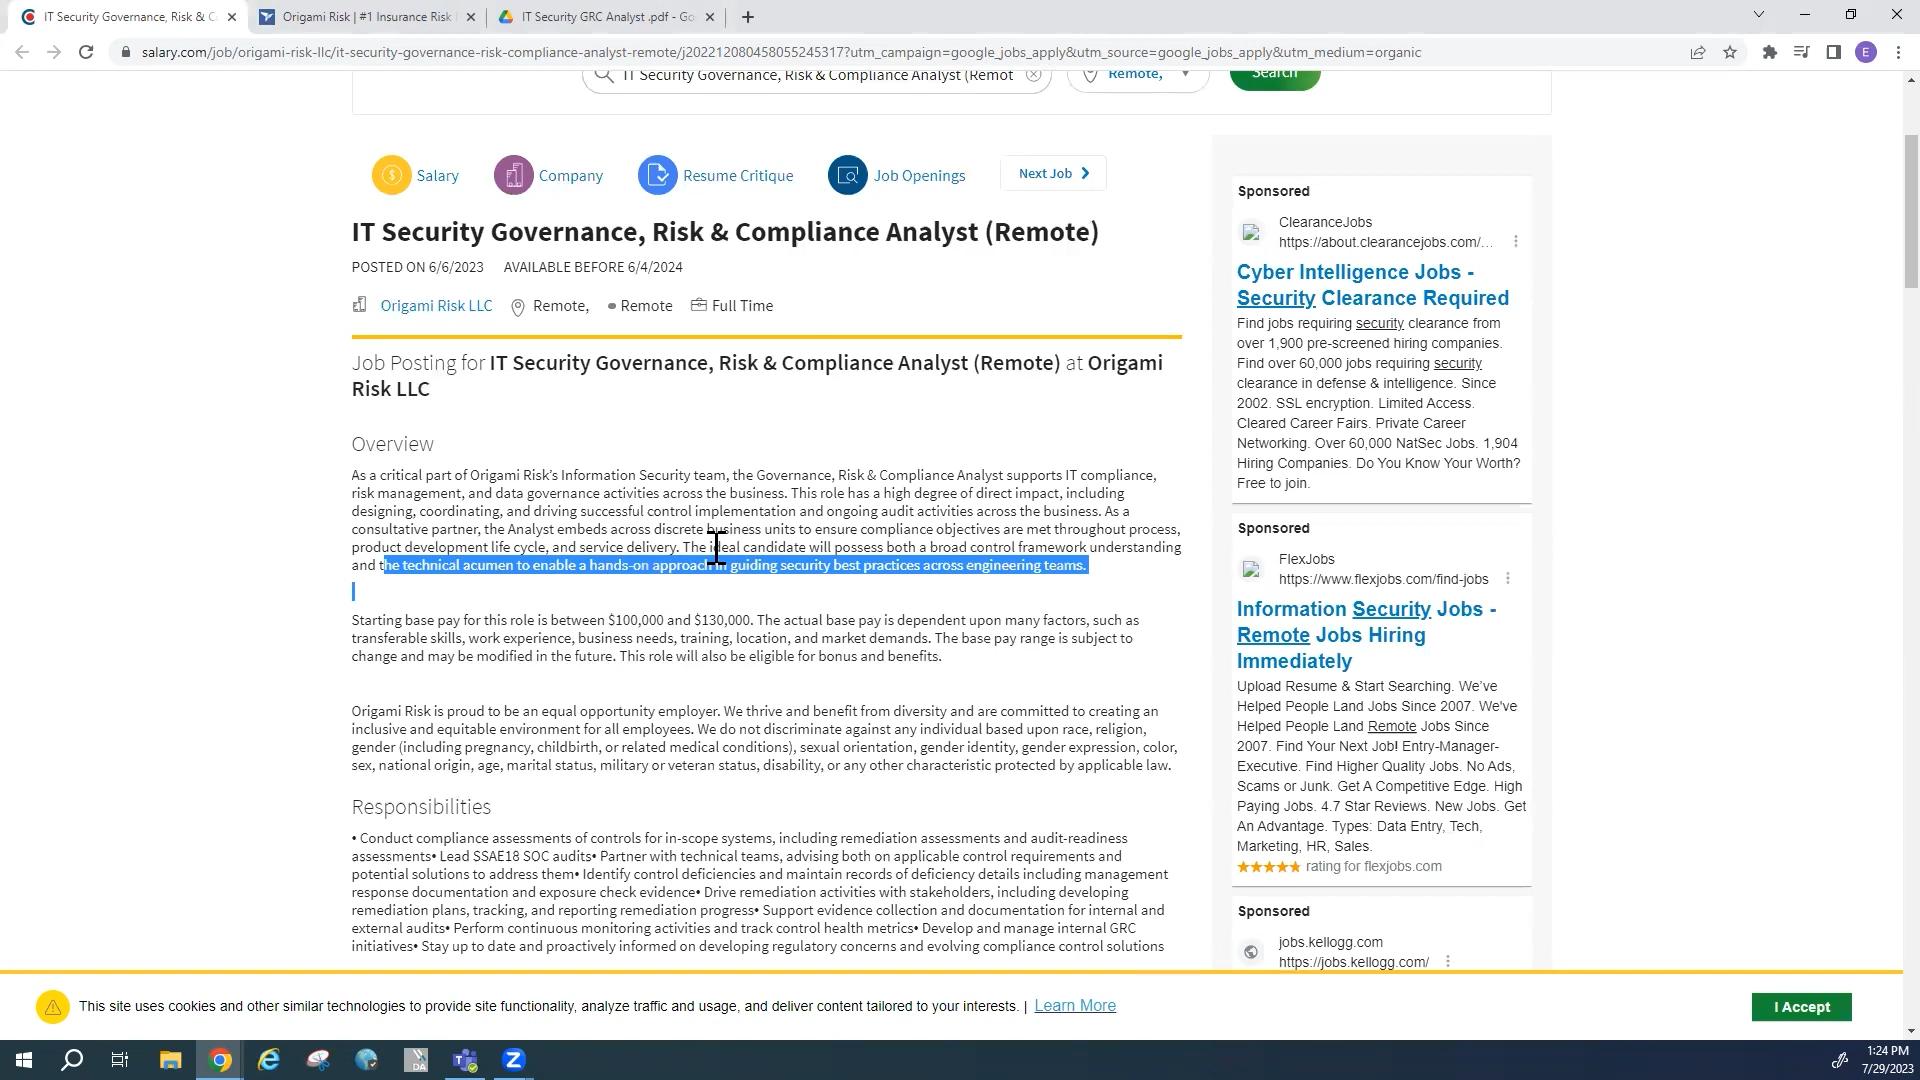 IT Security Governance, Risk & C
Origami Risk | #1 Insurance Risk
IT Security GRC Analyst .pdf - Go
salary.com/job/origami-risk-llc/it-security-governance-risk-compliance-analyst-remote/j202212080458055245317?utm_campaign=google_jobs_apply&utm_source=google_jobs_apply&utm_medium=organic
E
IT Security Governance, Risk & Compliance Analyst (Remot
Remote,
Search
Salary
Company
Resume Critique
Job Openings
Next Job
IT Security Governance, Risk & Compliance Analyst (Remote)
POSTED ON 6/6/2023 AVAILABLE BEFORE 6/4/2024
Origami Risk LLC Remote, Remote Full Time
Job Posting for IT Security Governance, Risk & Compliance Analyst (Remote) at Origami
Risk LLC
Overview
As a critical part of Origami Risk's Information Security team, the Governance, Risk & Compliance Analyst supports IT compliance,
risk management, and data governance activities across the business. This role has a high degree of direct impact, including
designing, coordinating, and driving successful control implementation and ongoing audit activities across the business. As a
consultative partner, the Analyst embeds across discrete business units to ensure compliance objectives are met throughout process,
product development life cycle, and service delivery. The ideal candidate will possess both a broad control framework understanding
and the technical acumen to enable a hands-on approach in guiding security best practices across engineering teams.
Starting base pay for this role is between $100,000 and $130,000. The actual base pay is dependent upon many factors, such as
transferable skills, work experience, business needs, training, location, and market demands. The base pay range is subject to
change and may be modified in the future. This role will also be eligible for bonus and benefits.
Origami Risk is proud to be an equal opportunity employer. We thrive and benefit from diversity and are committed to creating an
inclusive and equitable environment for all employees. We do not discriminate against any individual based upon race, religion,
gender (including pregnancy, childbirth, or related medical conditions), sexual orientation, gender identity, gender expression, color,
sex, national origin, age, marital status, military or veteran status, disability, or any other characteristic protected by applicable law.
Responsibilities
• Conduct compliance assessments of controls for in-scope systems, including remediation assessments and audit-readiness
assessments• Lead SSAE18 SOC audits• Partner with technical teams, advising both on applicable control requirements and
potential solutions to address them• Identify control deficiencies and maintain records of deficiency details including management
response documentation and exposure check evidence• Drive remediation activities with stakeholders, including developing
remediation plans, tracking, and reporting remediation progress• Support evidence collection and documentation for internal and
external audits• Perform continuous monitoring activities and track control health metrics• Develop and manage internal GRC
initiatives• Stay up to date and proactively informed on developing regulatory concerns and evolving compliance control solutions
Sponsored
ClearanceJobs
https://about.clearancejobs.com/...
Cyber Intelligence Jobs -
Security Clearance Required
Find jobs requiring security clearance from
over 1,900 pre-screened hiring companies.
Find over 60,000 jobs requiring security
clearance in defense & intelligence. Since
2002. SSL encryption. Limited Access.
Cleared Career Fairs. Private Career
Networking. Over 60,000 NatSec Jobs. 1,904
Hiring Companies. Do You Know Your Worth?
Free to join.
Sponsored
FlexJobs
https://www.flexjobs.com/find-jobs
Information Security Jobs -
Remote Jobs Hiring
Immediately
Upload Resume & Start Searching. We've
Helped People Land Jobs Since 2007. We've
Helped People Land Remote Jobs Since
2007. Find Your Next Job! Entry-Manager-
Executive. Find Higher Quality Jobs. No Ads,
Scams or Junk. Get A Competitive Edge. High
Paying Jobs. 4.7 Star Reviews. New Jobs. Get
An Advantage. Types: Data Entry, Tech,
Marketing, HR, Sales.
rating for flexjobs.com
Sponsored
jobs.kellogg.com
https://jobs.kellogg.com/
This site uses cookies and other similar technologies to provide site functionality, analyze traffic and usage, and deliver content tailored to your interests. | Learn More
I Accept
DA
T
Z
1:24 PM
7/29/2023